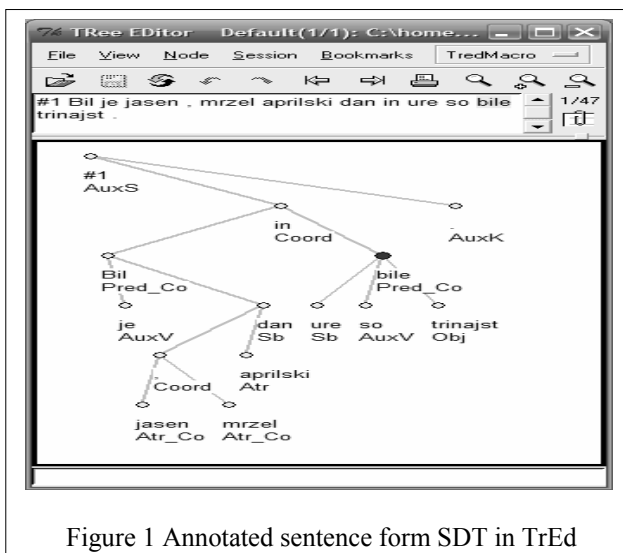 TRee EDitor Default(1/1): C:\home...
File View Node Session Bookmarks TredMacro
#1 Bil je jasen , mrzel aprilski dan in ure so bile
trinajst .
1/47
#1
AuxS
in
Coord
.
AuxK
Bil
Pred_Co
bile
Pred_Co
je
AuxV
dan
Sb
ure
Sb
so
AuxV
trinajst
Obj
,
Coord
aprilski
Atr
jasen
Atr_Co
mrzel
Atr_Co
Figure 1 Annotated sentence form SDT in TrEd